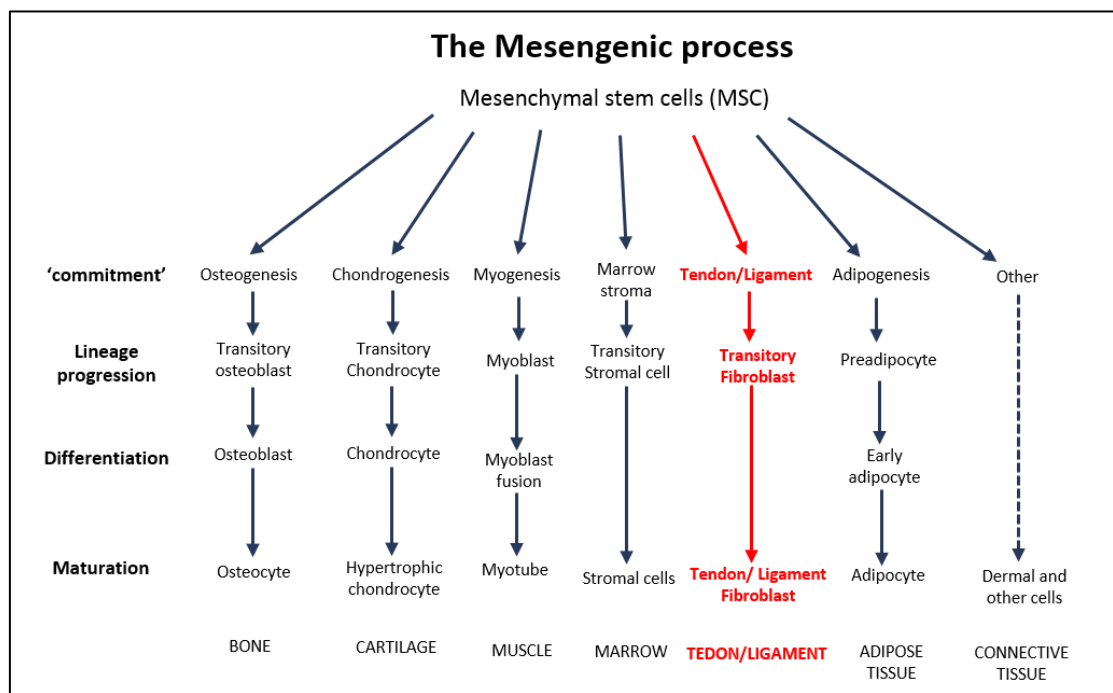 The Mesengenic process
Mesenchymal stem cells (MSC)
‘commitment’ Osteogenesis Chondrogenesis Myogenesis Marrow stroma Tendon/Ligament Adipogenesis Other
Lineage progression Transitory osteoblast Transitory Chondrocyte Myoblast Transitory Stromal cell Transitory Fibroblast Preadipocyte
Differentiation Osteoblast Chondrocyte Myoblast fusion Early adipocyte
Maturation Osteocyte Hypertrophic chondrocyte Myotube Stromal cells Tendon/ Ligament Fibroblast Adipocyte Dermal and other cells
BONE CARTILAGE MUSCLE MARROW TEDON/LIGAMENT ADIPOSE TISSUE CONNECTIVE TISSUE